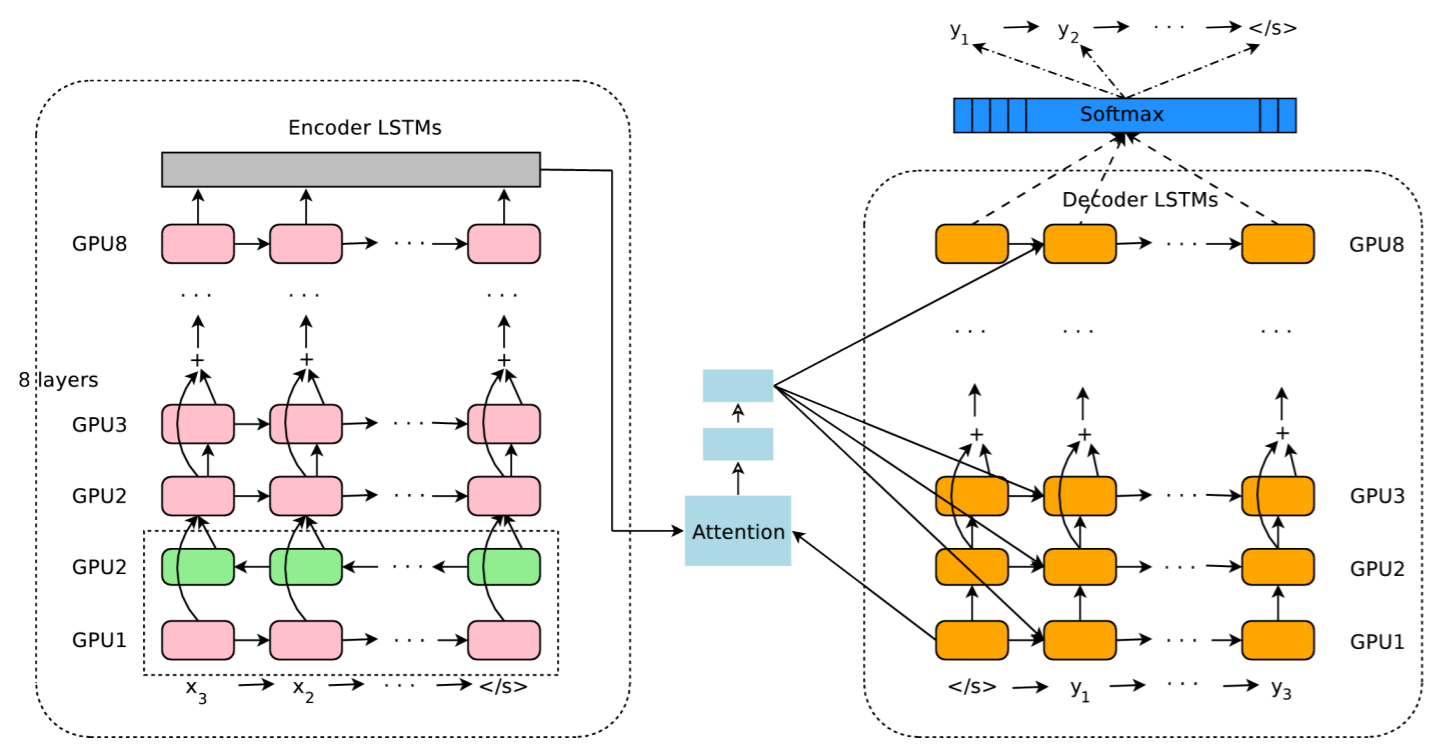 y1 y2 · · · </s>
Softmax
Encoder LSTMs
Decoder LSTMs
GPU8 · · ·
· · · GPU8
· · · · · · · · ·
· · · · · · · · ·
+ + +
8 layers
GPU3 · · ·
GPU2 · · ·
GPU2 · · ·
GPU1 · · ·
x3 x2 · · · </s>
Attention
+ + +
· · · GPU3
· · · GPU2
· · · GPU1
</s> y1 · · · y3